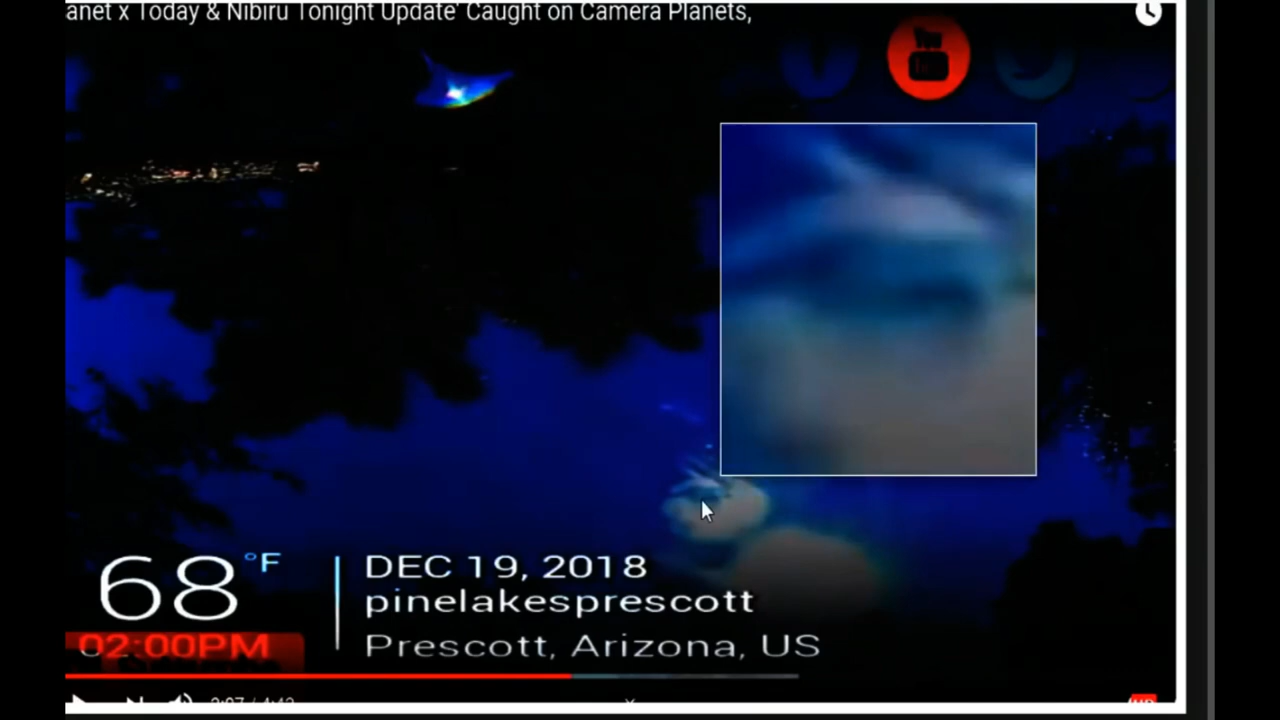 anet x Today & Nibiru Tonight Update' Caught on Camera Planets,
68 °F
02:00PM
DEC 19, 2018
pinelakesprescott
Prescott, Arizona, US